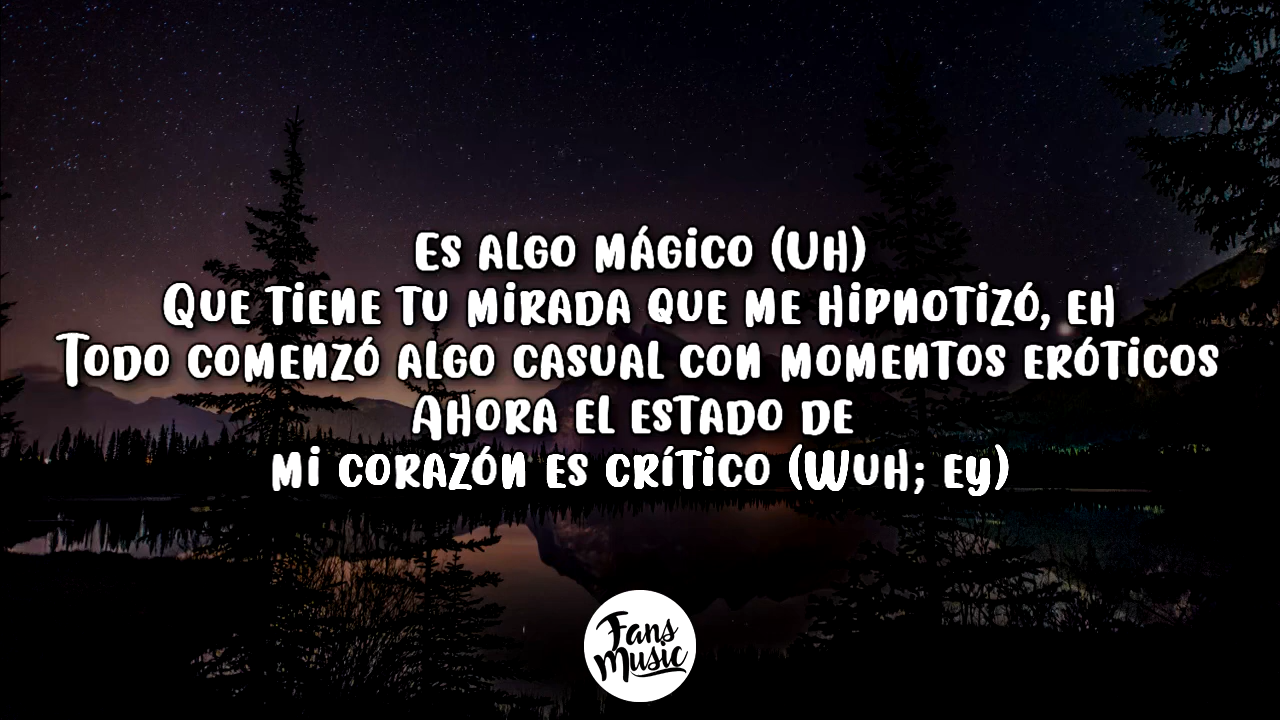 Es algo mágico (Uh)
Que tiene tu mirada que me hipnotizó, eh
Todo comenzó algo casual con momentos eróticos
Ahora el estado de
mi corazón es crítico (Wuh; ey)
Fans
Music